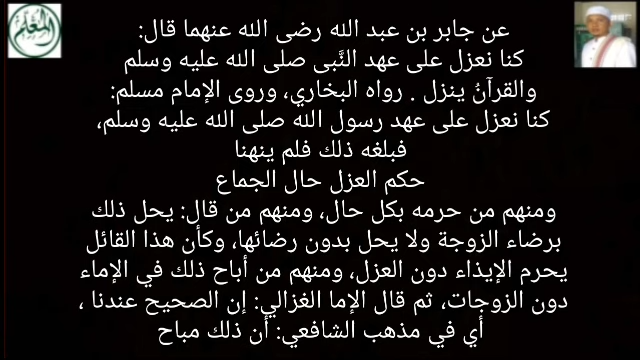 المعلم
عن جابر بن عبد الله رضى الله عنهما قال:
كنا نعزل على عهد النَّبى صلى الله عليه وسلم
والقرآنُ ينزل . رواه البخاري، وروى الإمام مسلم:
كنا نعزل على عهد رسول الله صلى الله عليه وسلم،
فبلغه ذلك فلم ينهنا
حكم العزل حال الجماع
ومنهم من حرمه بكل حال، ومنهم من قال: يحل ذلك
برضاء الزوجة ولا يحل بدون رضائها، وكأن هذا القائل
يحرم الإيذاء دون العزل، ومنهم من أباح ذلك في الإماء
دون الزوجات، ثم قال الإما الغزالي: إن الصحيح عندنا ،
أي في مذهب الشافعي: أن ذلك مباح